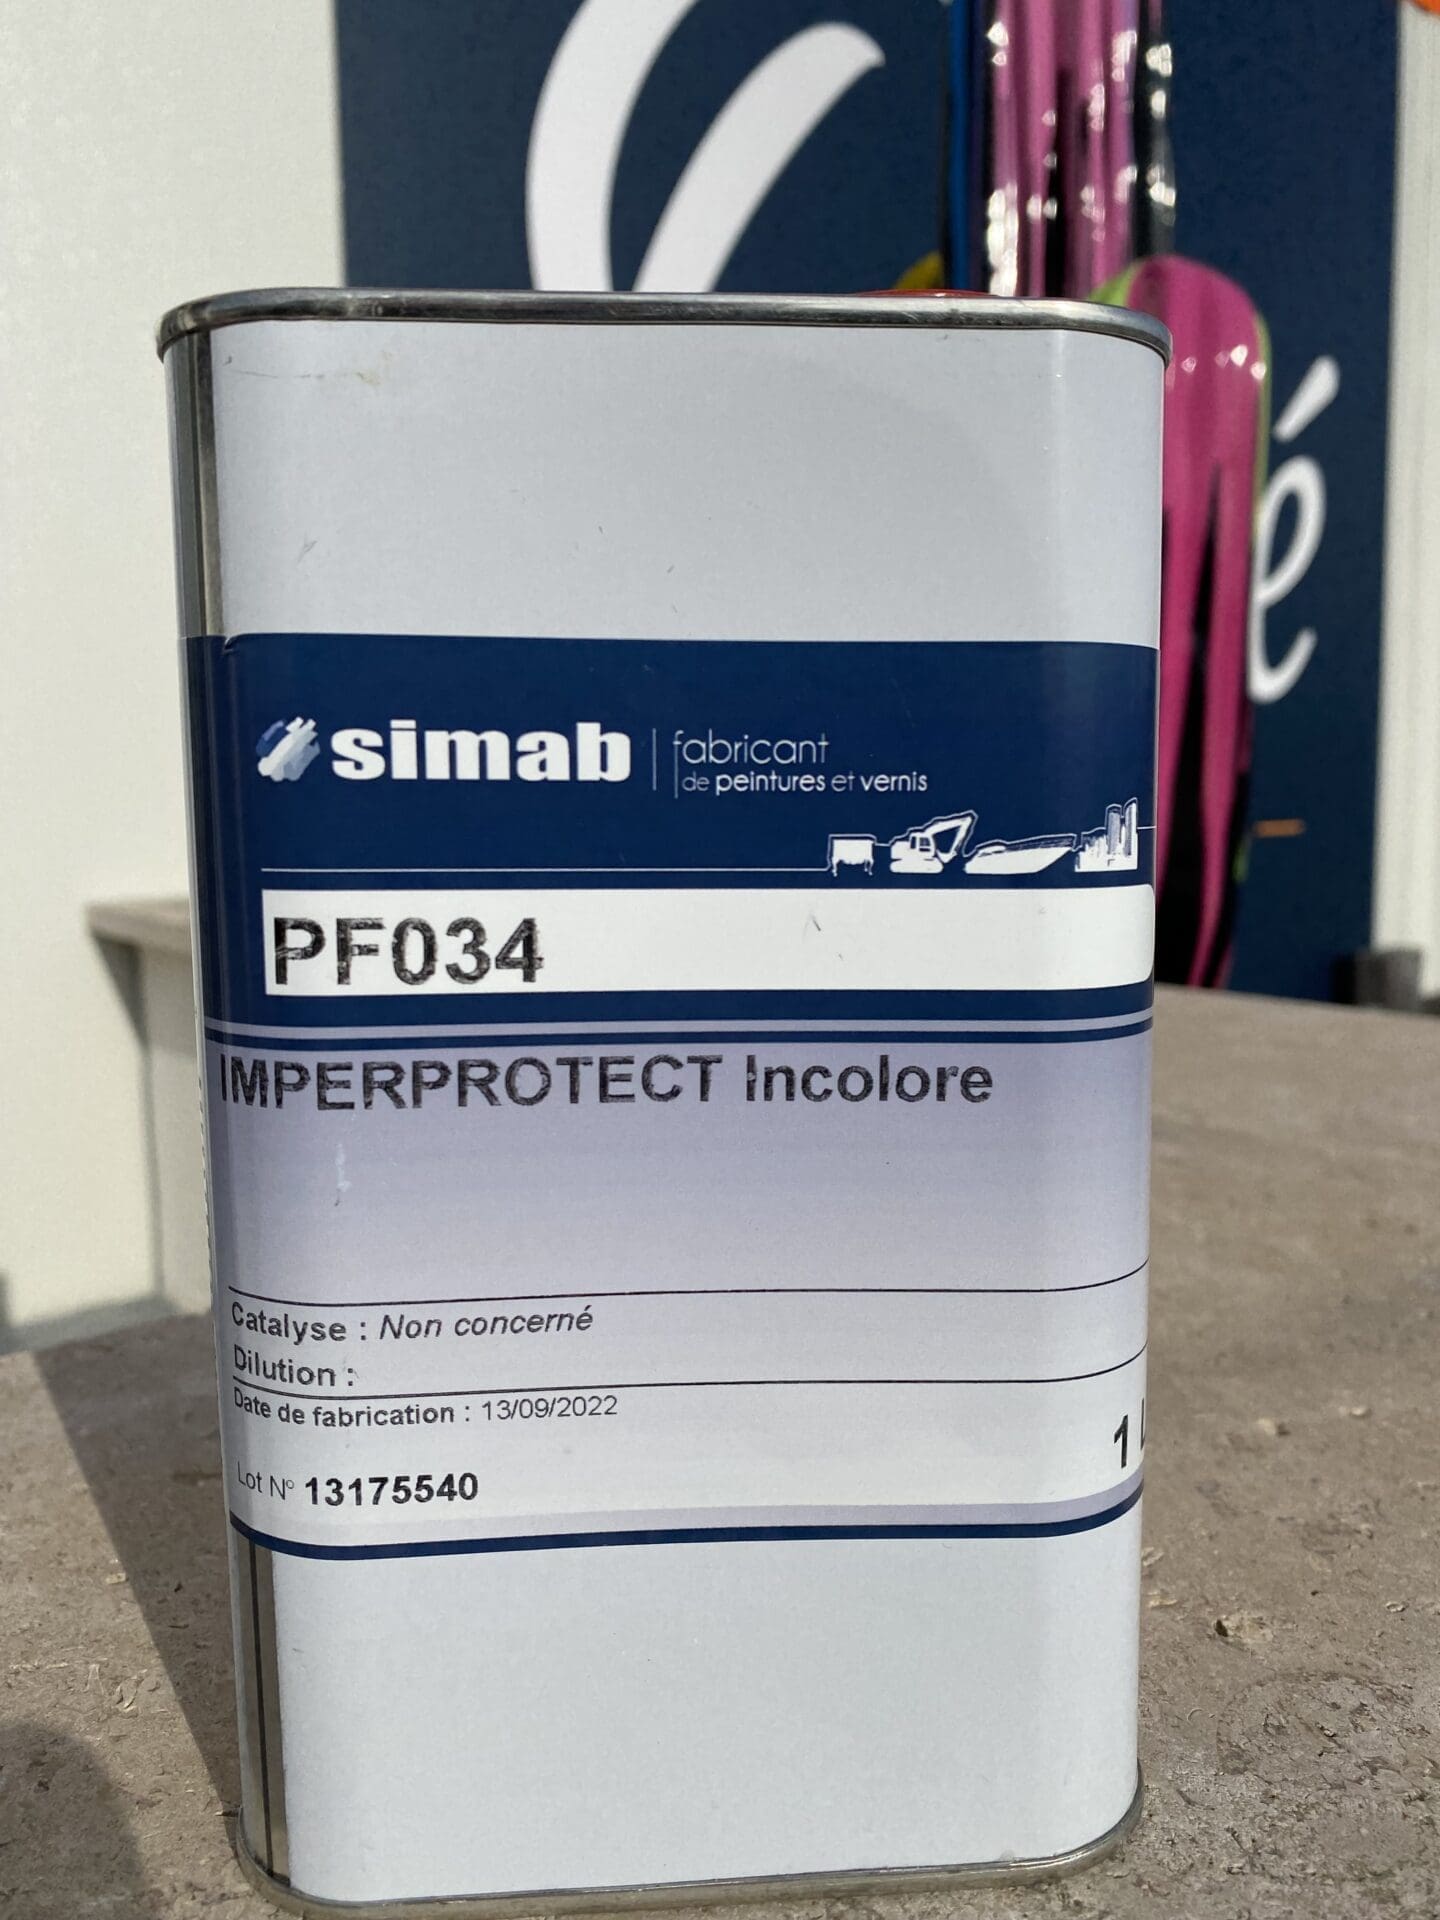 simab
fabricant
de peintures et vernis
PF034
IMPERPROTECT Incolore
Catalyse : Non concerné
Dilution :
Date de fabrication : 13/09/2022
1 L
Lot N° 13175540
é